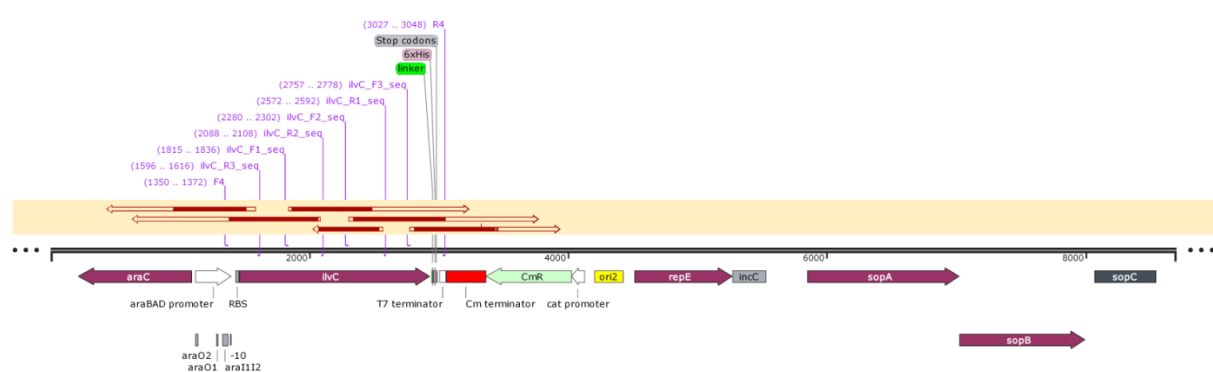 (3027 .. 3048) R4
Stop codons
6xHis
linker
(2757 .. 2778) ilvC_F3_seq
(2572 .. 2592) ilvC_R1_seq
(2280 .. 2302) ilvC_F2_seq
(2088 .. 2108) ilvC_R2_seq
(1815 .. 1836) ilvC_F1_seq
(1596 .. 1616) ilvC_R3_seq
(1350 .. 1372) F4
2000 4000 6000 8000
araC ilvC CmR ori2 repE incC sopA sopC
araBAD promoter RBS T7 terminator Cm terminator cat promoter
sopB
araO2 -10
araO1 araI1I2